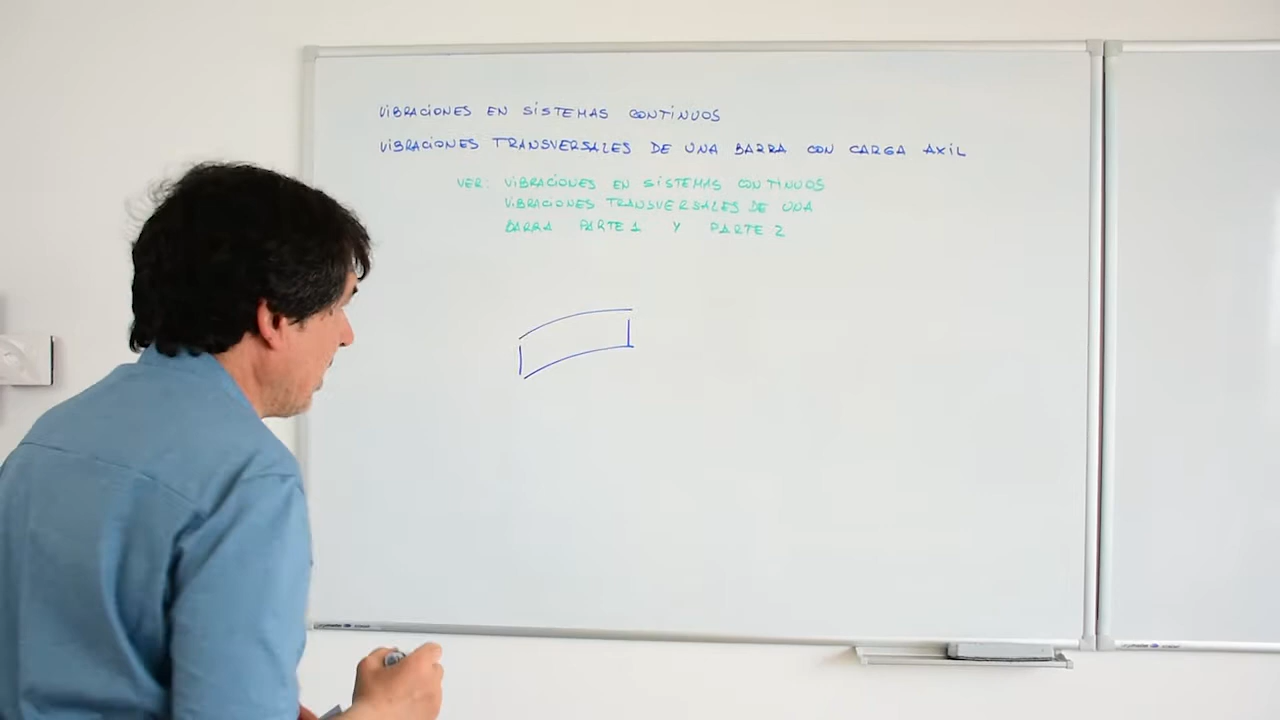 ViBRACiONES EN SiSTEMAS CONTiNUOS
ViBRACiONES TRANSVERSALES DE UNA BARRA CON CARGA AXiL
VER: ViBRACiONES EN SiSTEMAS CONTiNUOS
ViBRACiONES TRANSVERSALES DE UNA
BARRA PARTE 1 Y PARTE 2